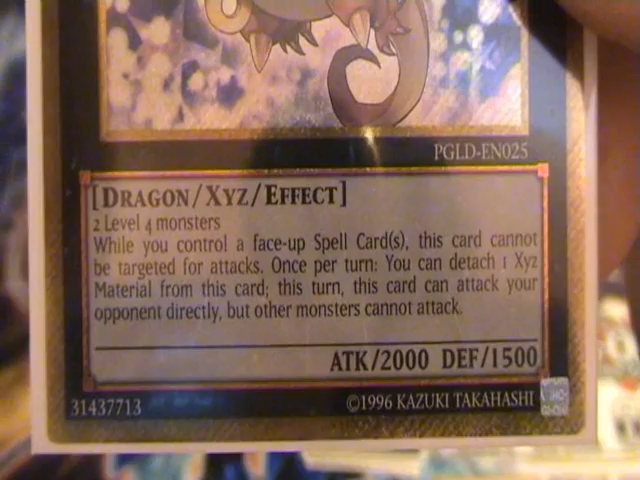 PGLD-EN025
[DRAGON/XYZ/EFFECT]
2 Level 4 monsters
While you control a face-up Spell Card(s), this card cannot
be targeted for attacks. Once per turn: You can detach 1 Xyz
Material from this card; this turn, this card can attack your
opponent directly, but other monsters cannot attack.
ATK/2000 DEF/1500
31437713
©1996 KAZUKI TAKAHASHI